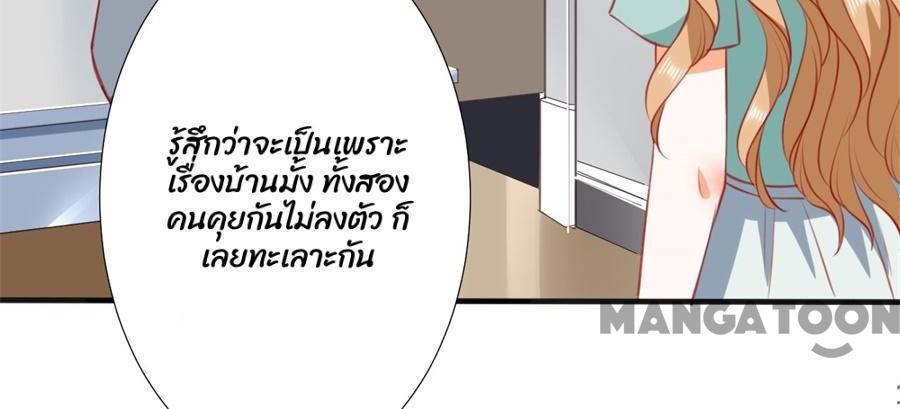 รู้สึกว่าจะเป็นเพราะ
เรื่องบ้านมั้ง ทั้งสอง
คนคุยกันไม่ลงตัว ก็
เลยทะเลาะกัน
MANGATOON